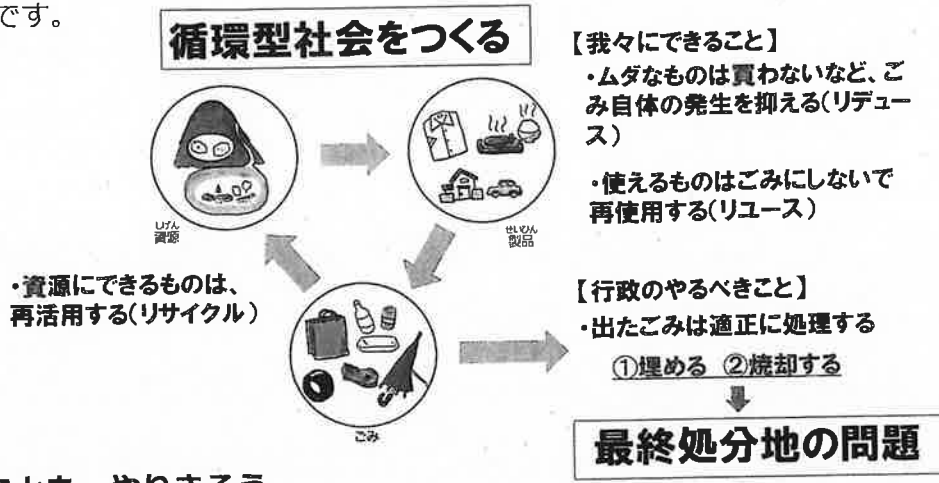 です。
循環型社会をつくる
【我々にできること】
・ムダなものは買わないなど、ご
み自体の発生を抑える(リデュー
ス)
・使えるものはごみにしないで
再使用する(リユース)
しげん
資源
せいひん
製品
・資源にできるものは、
再活用する(リサイクル)
【行政のやるべきこと】
・出たごみは適正に処理する
①埋める ②焼却する
ごみ
最終処分地の問題